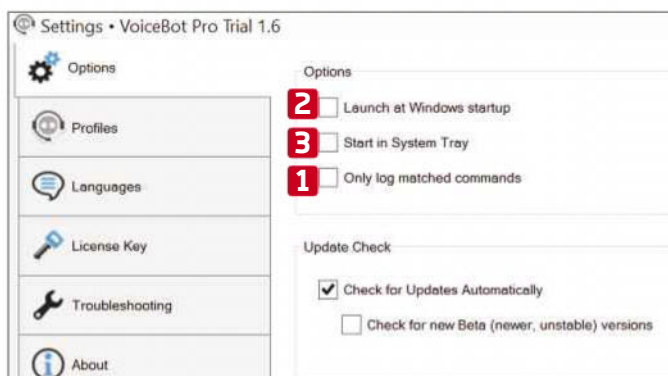 Settings • VoiceBot Pro Trial 1.6
Options
Profiles
Languages
License Key
Troubleshooting
About
Options
2 Launch at Windows startup
3 Start in System Tray
1 Only log matched commands
Update Check
Check for Updates Automatically
Check for new Beta (newer, unstable) versions